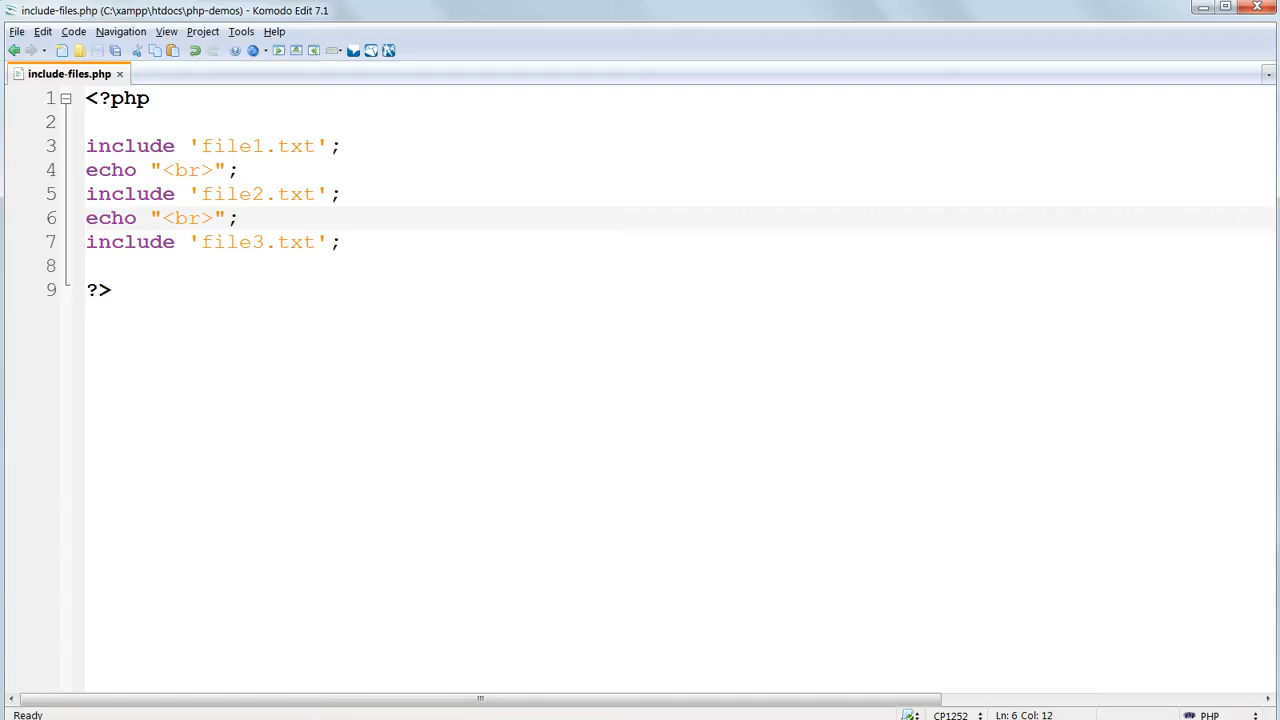 include-files.php (C:\xampp\htdocs\php-demos) - Komodo Edit 7.1
File Edit Code Navigation View Project Tools Help
include-files.php ×
1 <?php
2
3 include 'file1.txt';
4 echo "<br>";
5 include 'file2.txt';
6 echo "<br>";
7 include 'file3.txt';
8
9 ?>
Ready CP1252 Ln: 6 Col: 12 PHP